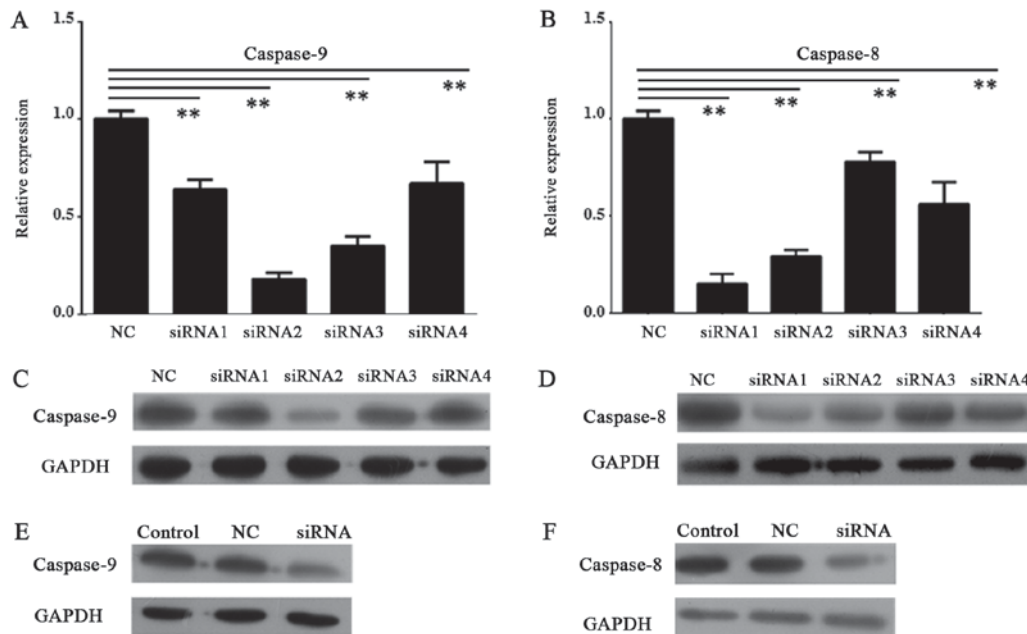 A
Relative expression
1.5
1.0
0.5
0.0
Caspase-9
** ** ** **
NC siRNA1 siRNA2 siRNA3 siRNA4
B
Relative expression
1.5
1.0
0.5
0.0
Caspase-8
** ** ** **
NC siRNA1 siRNA2 siRNA3 siRNA4
C
NC siRNA1 siRNA2 siRNA3 siRNA4
Caspase-9
GAPDH
D
NC siRNA1 siRNA2 siRNA3 siRNA4
Caspase-8
GAPDH
E
Control NC siRNA
Caspase-9
GAPDH
F
Control NC siRNA
Caspase-8
GAPDH